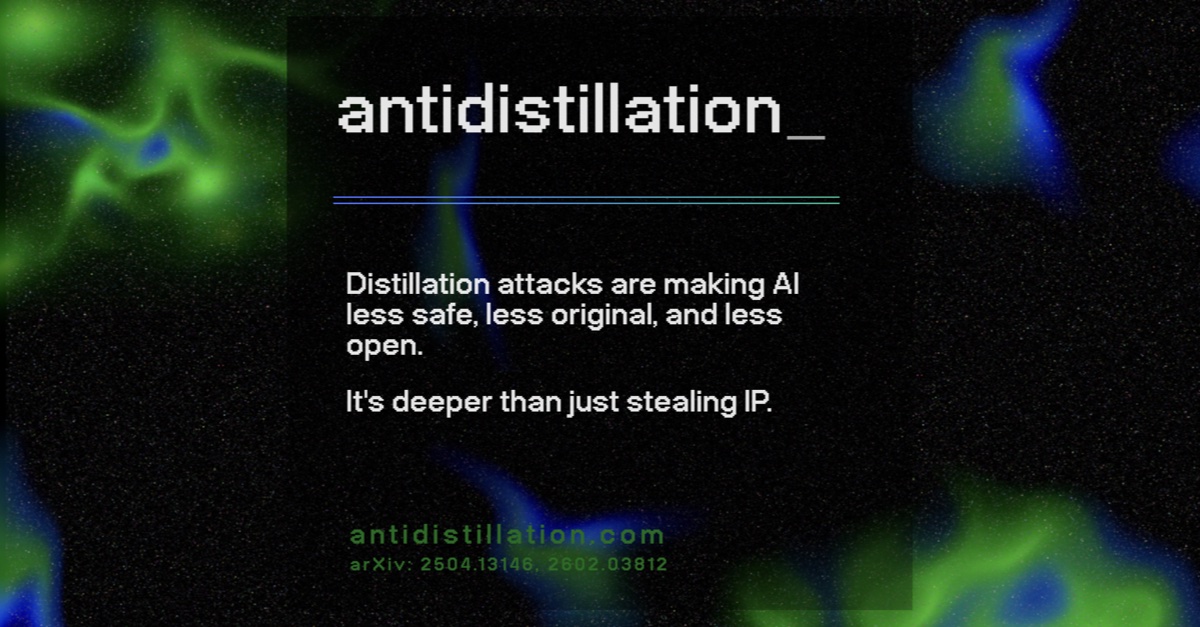 antidistillation_
Distillation attacks are making AI
less safe, less original, and less
open.
It's deeper than just stealing IP.
antidistillation.com
arXiv: 2504.13146, 2602.03812